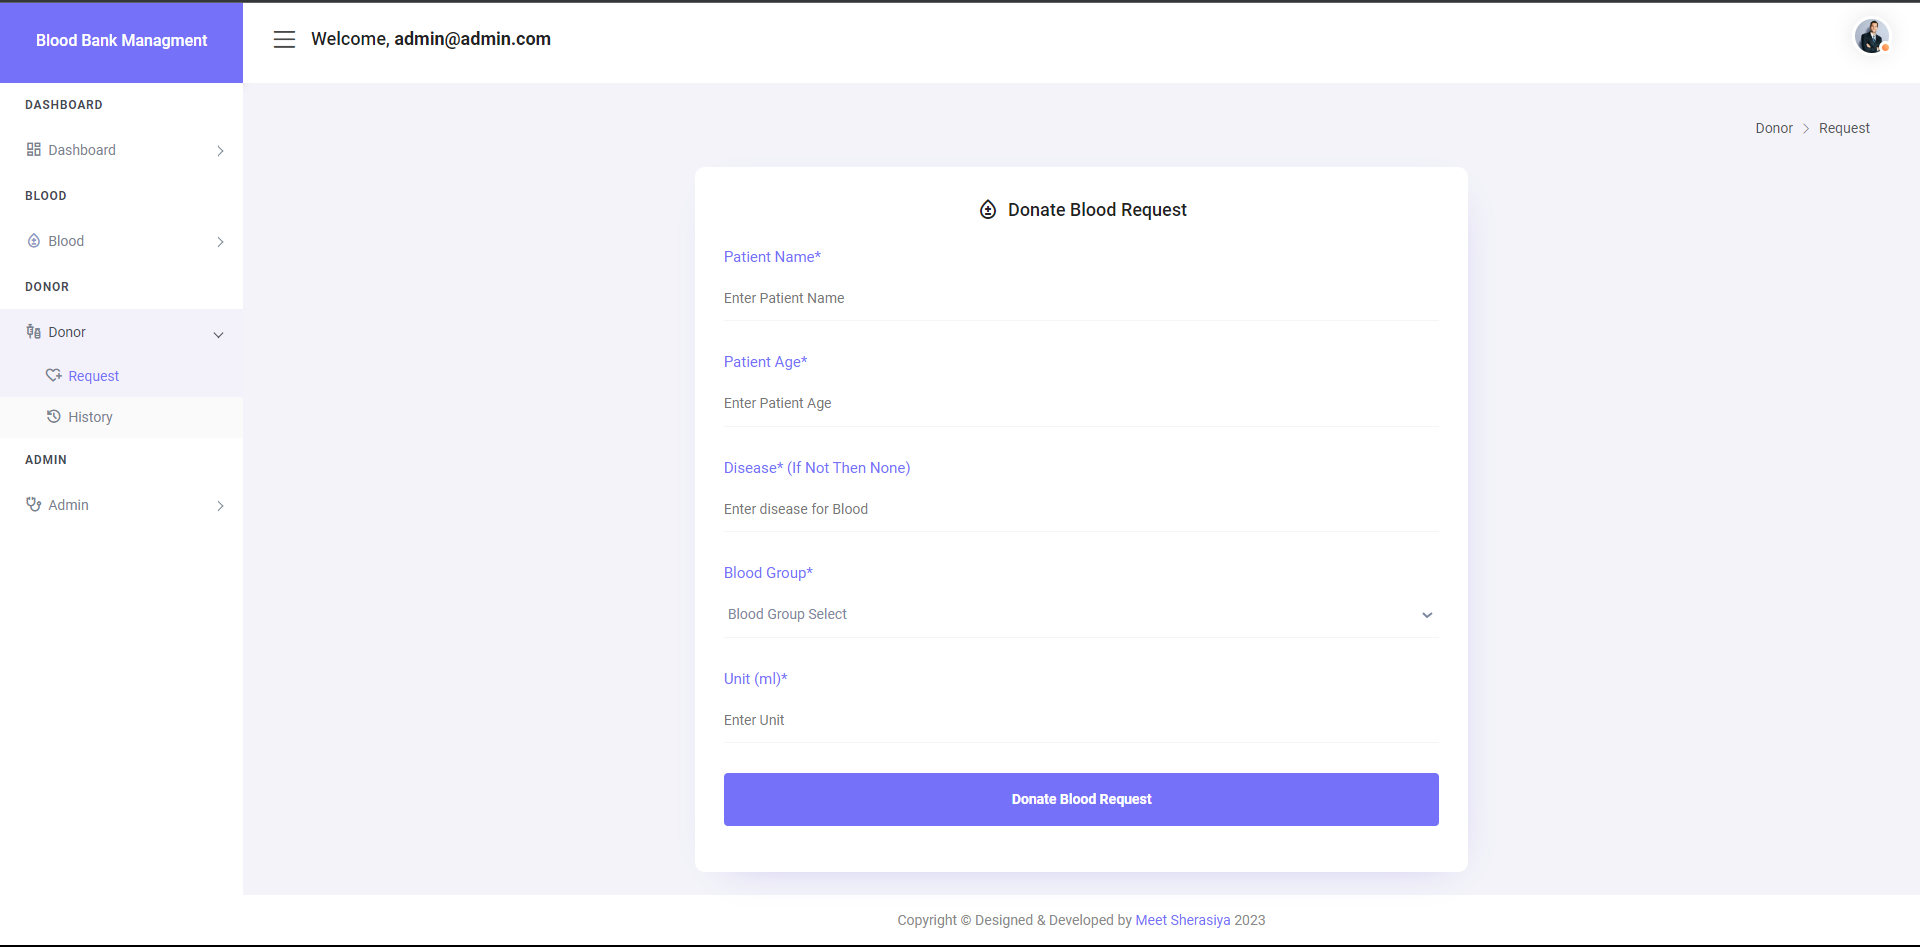 Blood Bank Managment
Welcome, admin@admin.com
DASHBOARD
Dashboard
BLOOD
Blood
DONOR
Donor
Request
History
ADMIN
Admin
Donor > Request
Donate Blood Request
Patient Name*
Enter Patient Name
Patient Age*
Enter Patient Age
Disease* (If Not Then None)
Enter disease for Blood
Blood Group*
Blood Group Select
Unit (ml)*
Enter Unit
Donate Blood Request
Copyright © Designed & Developed by Meet Sherasiya 2023